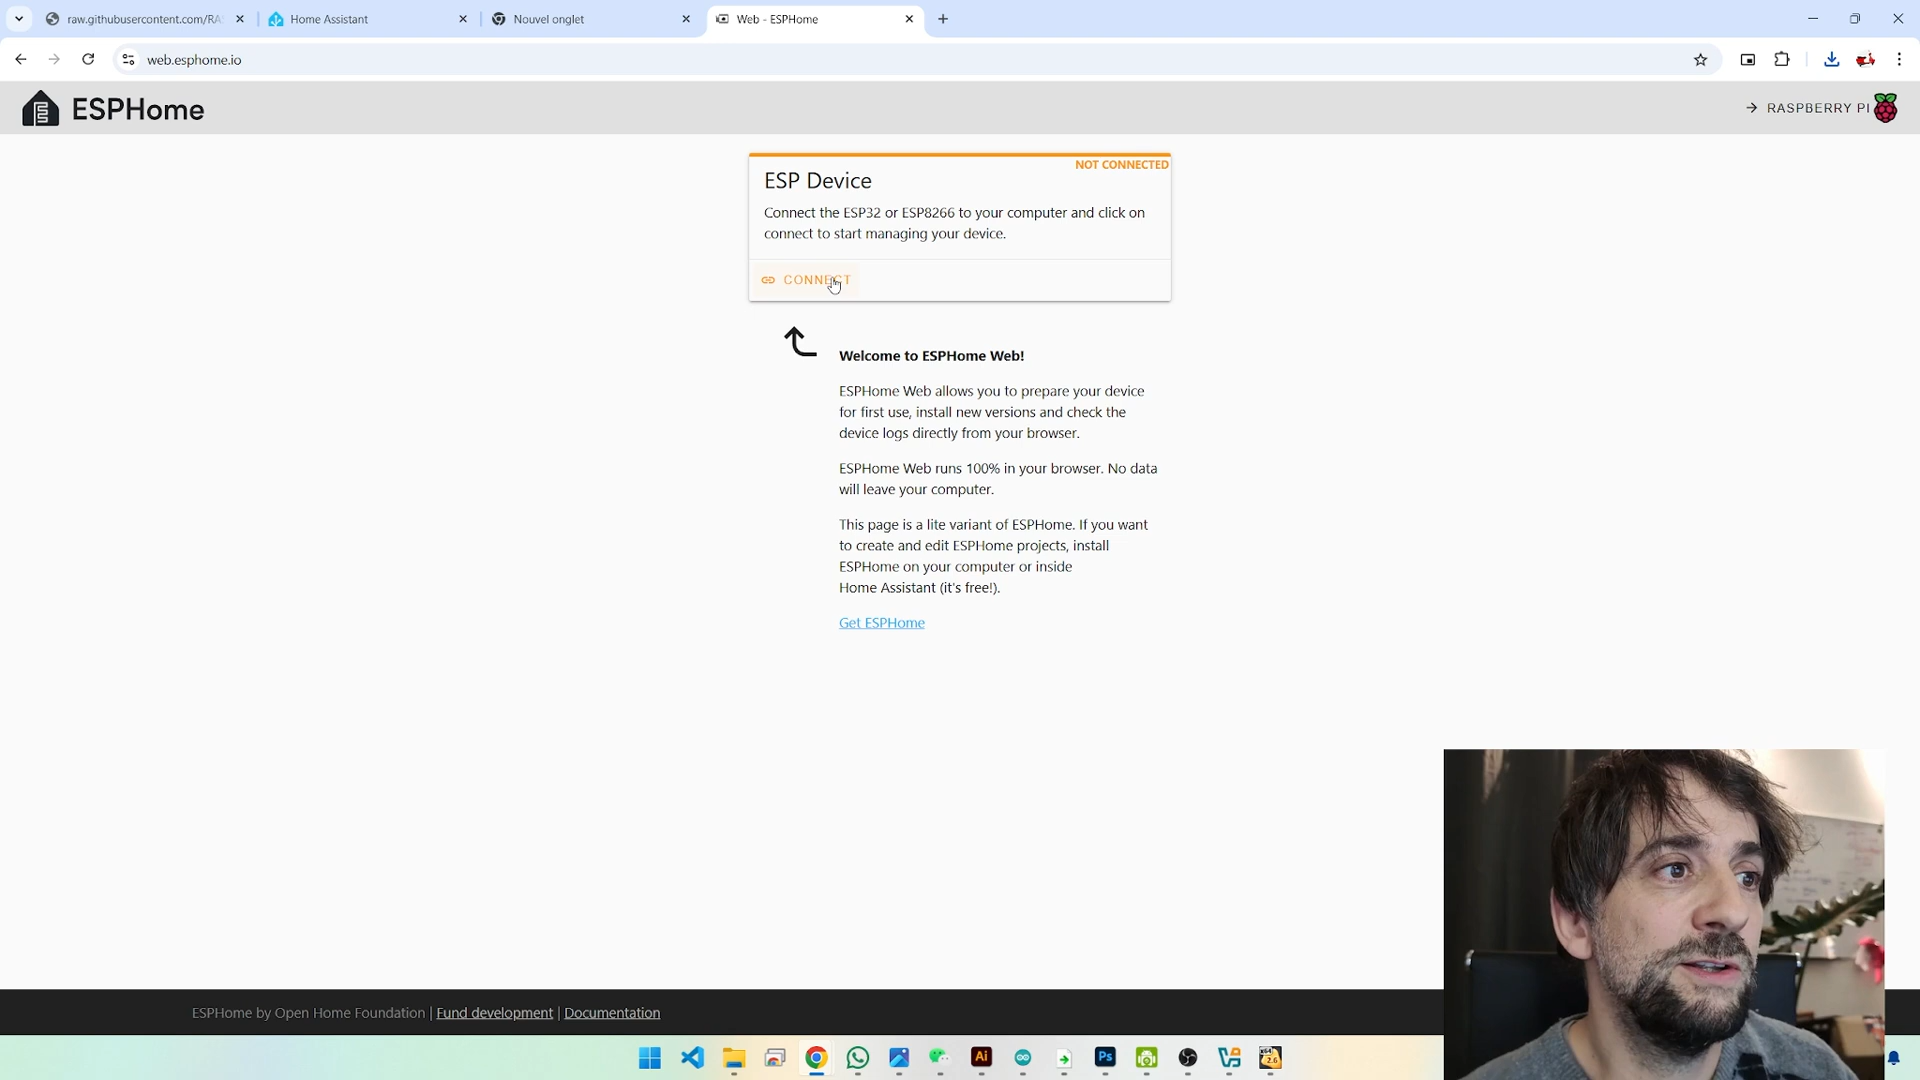 raw.githubusercontent.com/RA
Home Assistant
Nouvel onglet
Web - ESPHome
web.esphome.io
ESPHome
RASPBERRY PI
NOT CONNECTED
ESP Device
Connect the ESP32 or ESP8266 to your computer and click on
connect to start managing your device.
CONNECT
Welcome to ESPHome Web!
ESPHome Web allows you to prepare your device
for first use, install new versions and check the
device logs directly from your browser.
ESPHome Web runs 100% in your browser. No data
will leave your computer.
This page is a lite variant of ESPHome. If you want
to create and edit ESPHome projects, install
ESPHome on your computer or inside
Home Assistant (it's free!).
Get ESPHome
ESPHome by Open Home Foundation | Fund development | Documentation
Ai
Ps